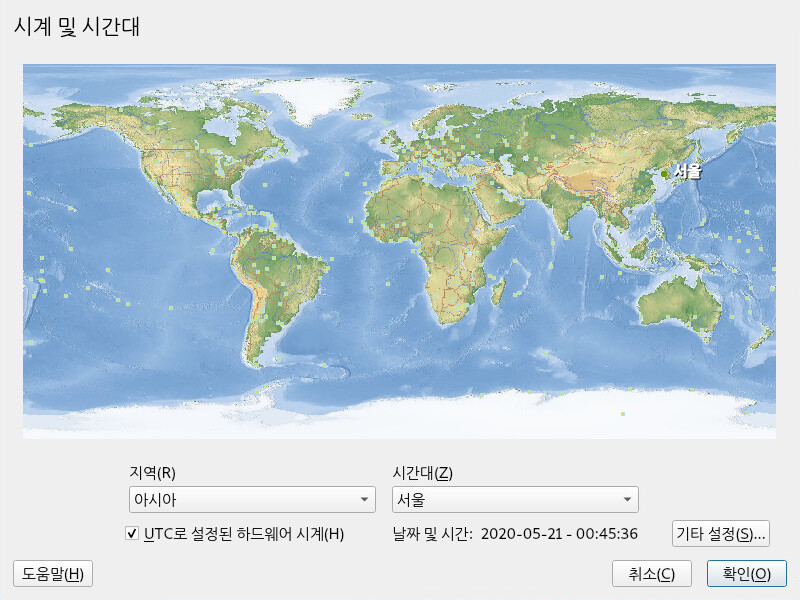 시계 및 시간대
서울
지역(R)
시간대(Z)
아시아
서울
UTC로 설정된 하드웨어 시계(H)
날짜 및 시간: 2020-05-21 - 00:45:36
기타 설정(S)...
도움말(H)
취소(C)
확인(O)